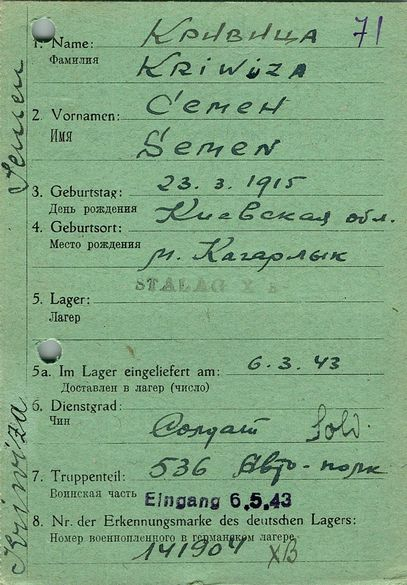 71
1. Name: Кривица
Фамилия Kriwiza
2. Vornamen: Семен
Имя Semen
3. Geburtstag: 23. 3. 1915
День рождения Киевская обл.
4. Geburtsort:
Место рождения м. Кагарлык
STALAG X B
5. Lager:
Лагер
5a. Im Lager eingeliefert am: 6.3.43
Доставлен в лагер (число)
6. Dienstgrad:
Чин Солдат Sold.
7. Truppenteil: 536 Авто-полк
Воинская часть Eingang 6.5.43
8. Nr. der Erkennungsmarke des deutschen Lagers:
Номер военнопленного в германском лагере
141904 XB
Kriwiza Semen